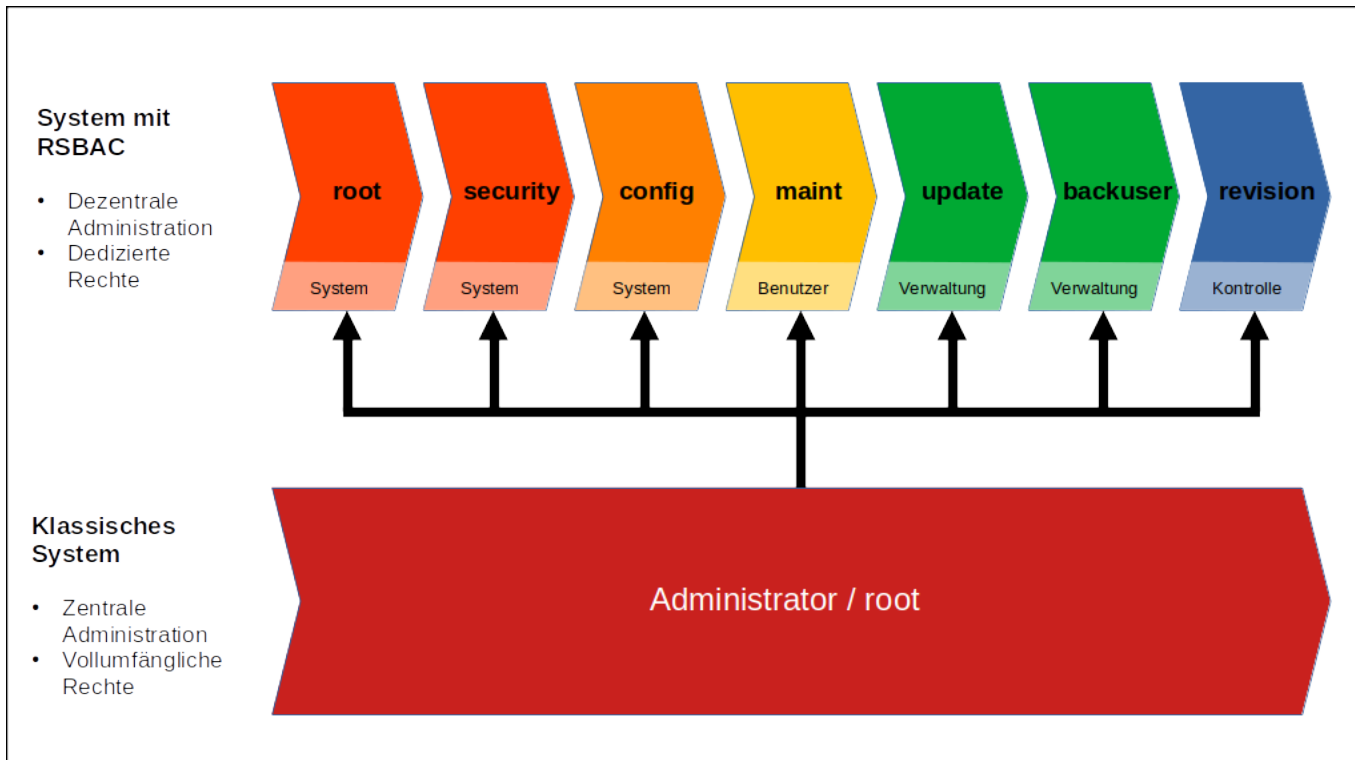 System mit
RSBAC
• Dezentrale
Administration
• Dedizierte
Rechte
root
security
config
maint
update
backuser
revision
System
System
System
Benutzer
Verwaltung
Verwaltung
Kontrolle
Klassisches
System
• Zentrale
Administration
• Vollumfängliche
Rechte
Administrator / root